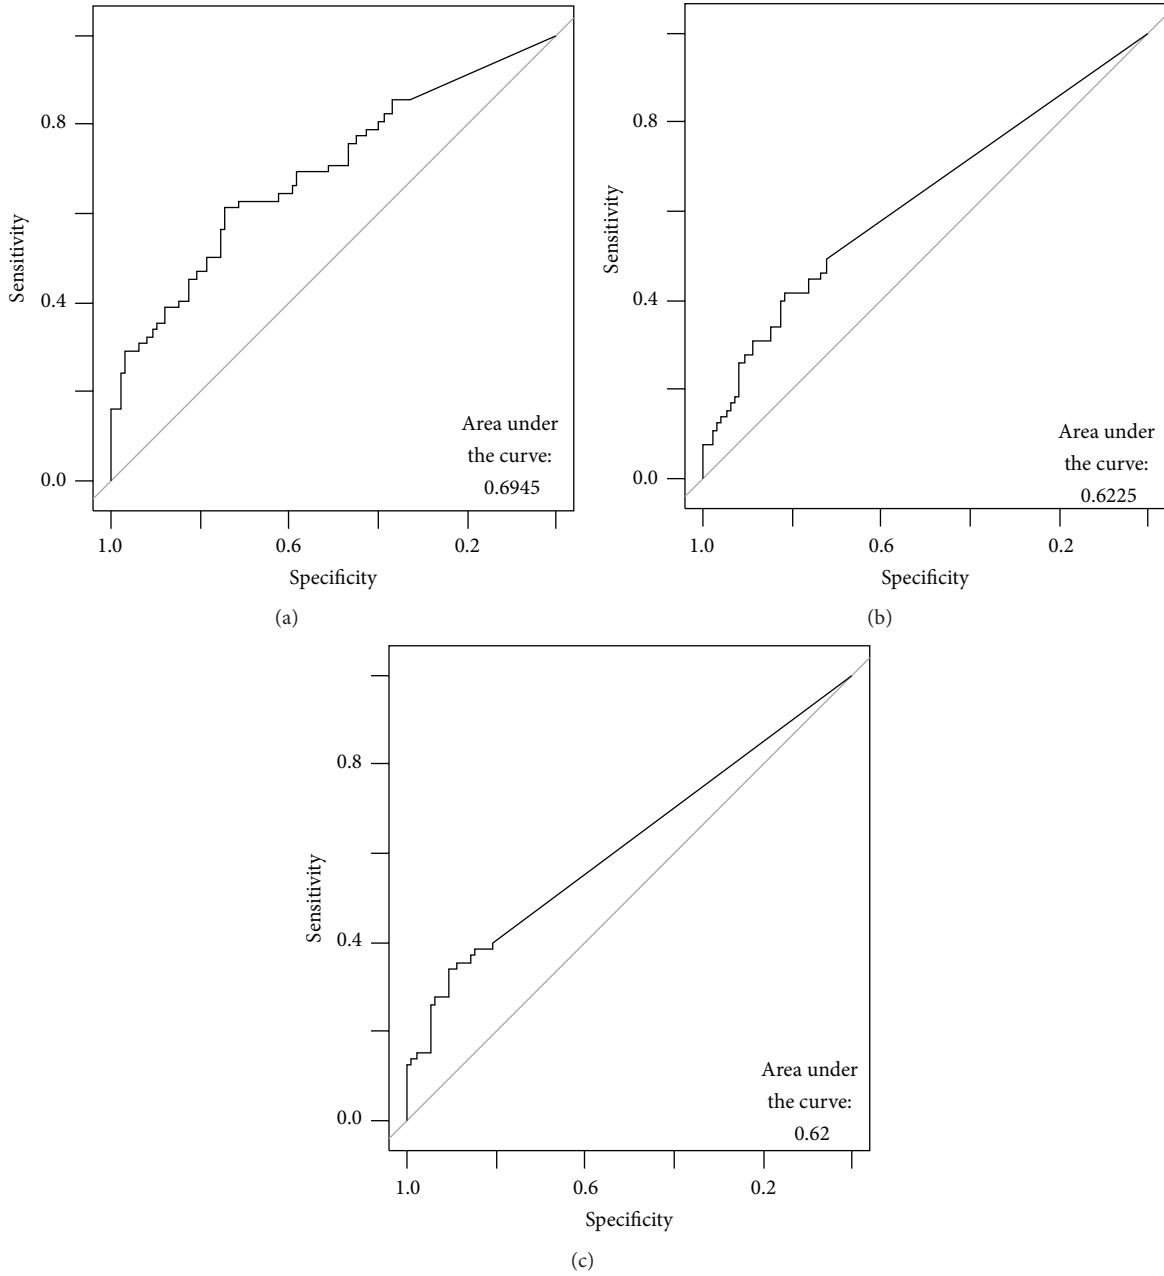 0.8
Sensitivity
0.4
0.0
Area under
the curve:
0.6945
1.0
0.6
0.2
Specificity
(a)
0.8
Sensitivity
0.4
0.0
Area under
the curve:
0.6225
1.0
0.6
0.2
Specificity
(b)
0.8
Sensitivity
0.4
0.0
Area under
the curve:
0.62
1.0
0.6
0.2
Specificity
(c)